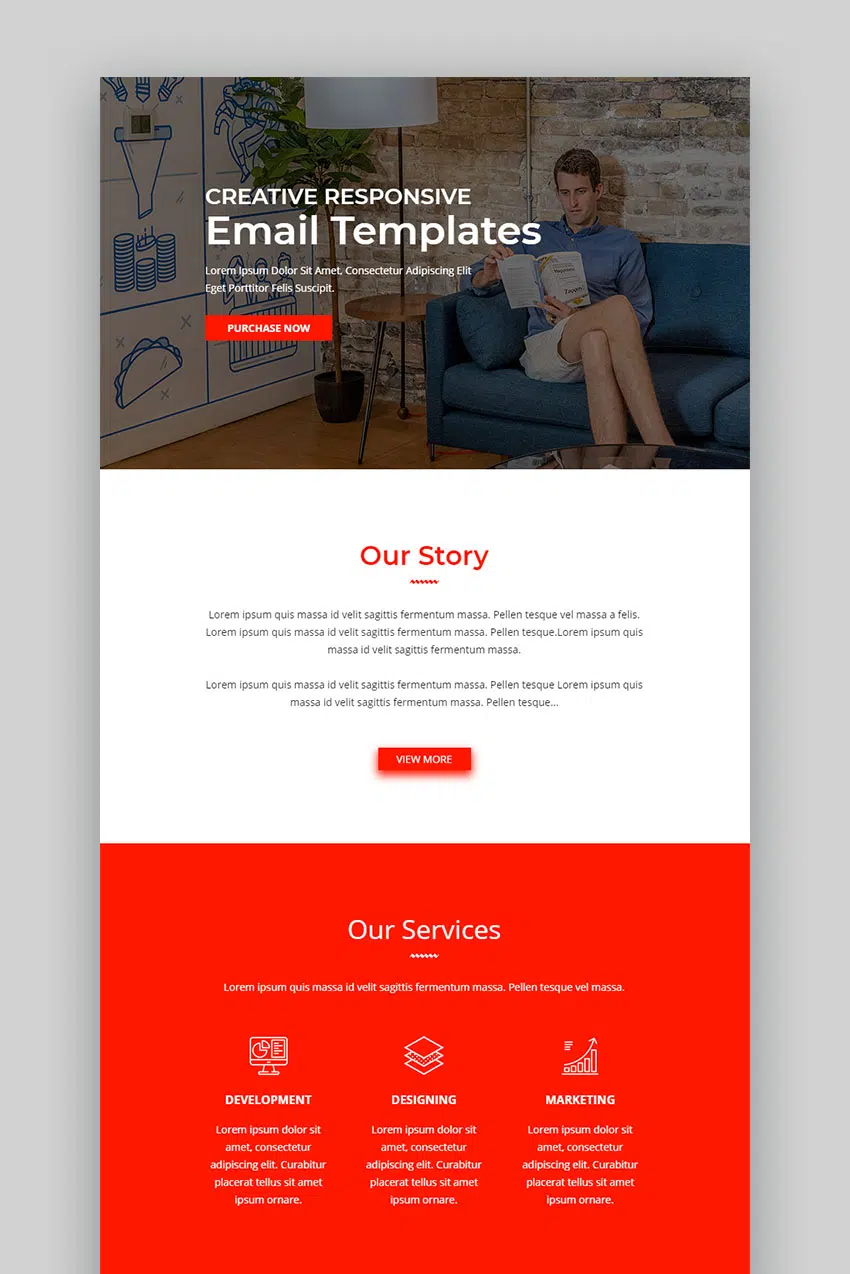 CREATIVE RESPONSIVE
Email Templates
Lorem Ipsum Dolor Sit Amet, Consectetur Adipiscing Elit
Eget Porttitor Felis Suscipit.
PURCHASE NOW
Happiness
Zappos
Our Story
Lorem ipsum quis massa id velit sagittis fermentum massa. Pellen tesque vel massa a felis.
Lorem ipsum quis massa id velit sagittis fermentum massa. Pellen tesque.Lorem ipsum quis
massa id velit sagittis fermentum massa.
Lorem ipsum quis massa id velit sagittis fermentum massa. Pellen tesque Lorem ipsum quis
massa id velit sagittis fermentum massa. Pellen tesque...
VIEW MORE
Our Services
Lorem ipsum quis massa id velit sagittis fermentum massa. Pellen tesque vel massa.
DEVELOPMENT DESIGNING MARKETING
Lorem ipsum dolor sit Lorem ipsum dolor sit Lorem ipsum dolor sit
amet, consectetur amet, consectetur amet, consectetur
adipiscing elit. Curabitur adipiscing elit. Curabitur adipiscing elit. Curabitur
placerat tellus sit amet placerat tellus sit amet placerat tellus sit amet
ipsum ornare. ipsum ornare. ipsum ornare.